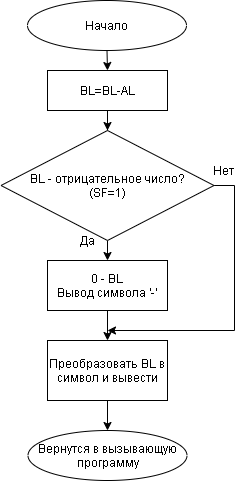 Начало
BL=BL-AL
BL - отрицательное число?
(SF=1)
Нет
Да
0 - BL
Вывод символа '-'
Преобразовать BL в
символ и вывести
Вернутся в вызывающую
программу